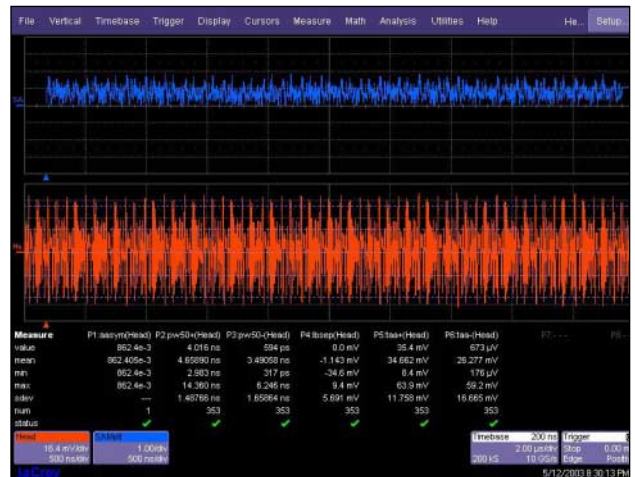 File Vertical Timebase Trigger Display Cursors Measure Math Analysis Utilities Help He... Setup...
Measure P1:aasym(Head) P2:pw50+(Head) P3:pw50-(Head) P4:lbsep(Head) P5:taa+(Head) P6:taa-(Head) P7:---
value 862.4e-3 4.016 ns 594 ps 0.0 mV 35.4 mV 673 µV
mean 862.405e-3 4.65890 ns 3.49058 ns -1.143 mV 34.662 mV 26.277 mV
min 862.4e-3 2.983 ns 317 ps -34.6 mV 8.4 mV 176 µV
max 862.4e-3 14.360 ns 6.246 ns 9.4 mV 63.9 mV 59.2 mV
sdev --- 1.48766 ns 1.65864 ns 5.691 mV 11.758 mV 16.665 mV
num 1 353 353 353 353 353
status
Head Timebase 200 ns Trigger
16.4 mV/div 1.00/div 2.00 µs/div Stop 0.00 m
500 ns/div 500 ns/div 200 kS 10 GS/s Edge Positi
LeCroy 5/12/2003 8:30:13 PM